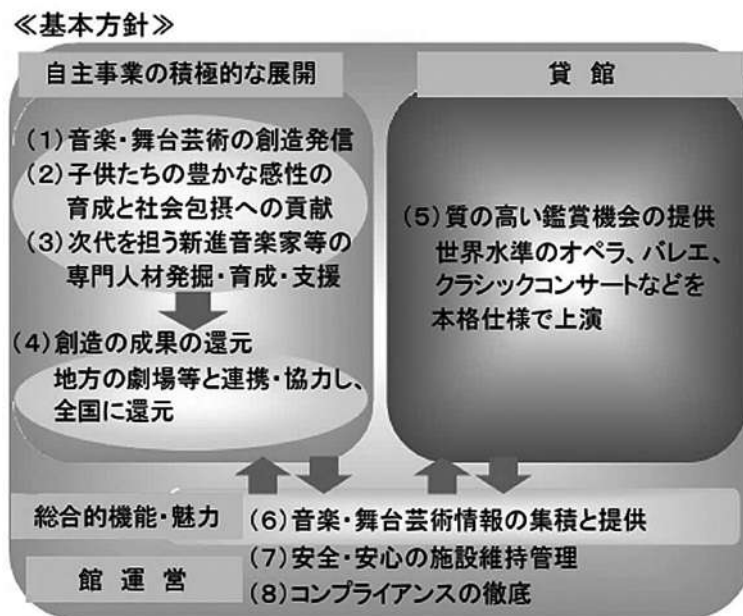 ≪基本方針≫
自主事業の積極的な展開
(1)音楽・舞台芸術の創造発信
(2)子供たちの豊かな感性の
育成と社会包摂への貢献
(3)次代を担う新進音楽家等の
専門人材発掘・育成・支援
(4)創造の成果の還元
地方の劇場等と連携・協力し、
全国に還元
貸館
(5)質の高い鑑賞機会の提供
世界水準のオペラ、バレエ、
クラシックコンサートなどを
本格仕様で上演
総合的機能・魅力
(6)音楽・舞台芸術情報の集積と提供
館運営
(7)安全・安心の施設維持管理
(8)コンプライアンスの徹底